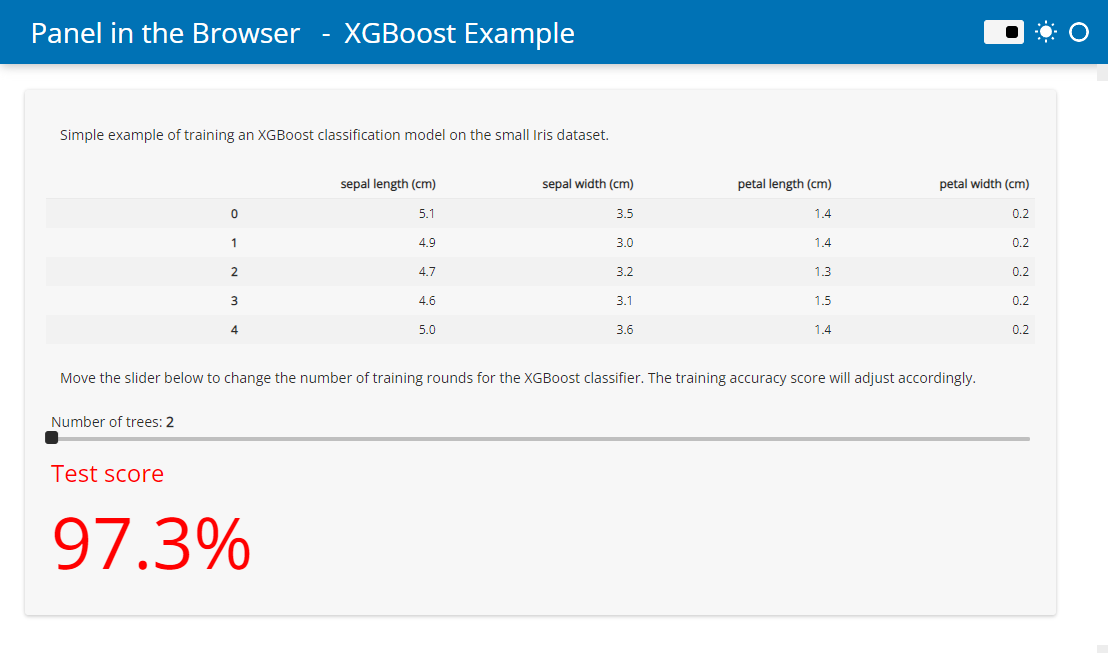 Panel in the Browser - XGBoost Example
Simple example of training an XGBoost classification model on the small Iris dataset.
sepal length (cm) sepal width (cm) petal length (cm) petal width (cm)
0 5.1 3.5 1.4 0.2
1 4.9 3.0 1.4 0.2
2 4.7 3.2 1.3 0.2
3 4.6 3.1 1.5 0.2
4 5.0 3.6 1.4 0.2
Move the slider below to change the number of training rounds for the XGBoost classifier. The training accuracy score will adjust accordingly.
Number of trees: 2
Test score
97.3%